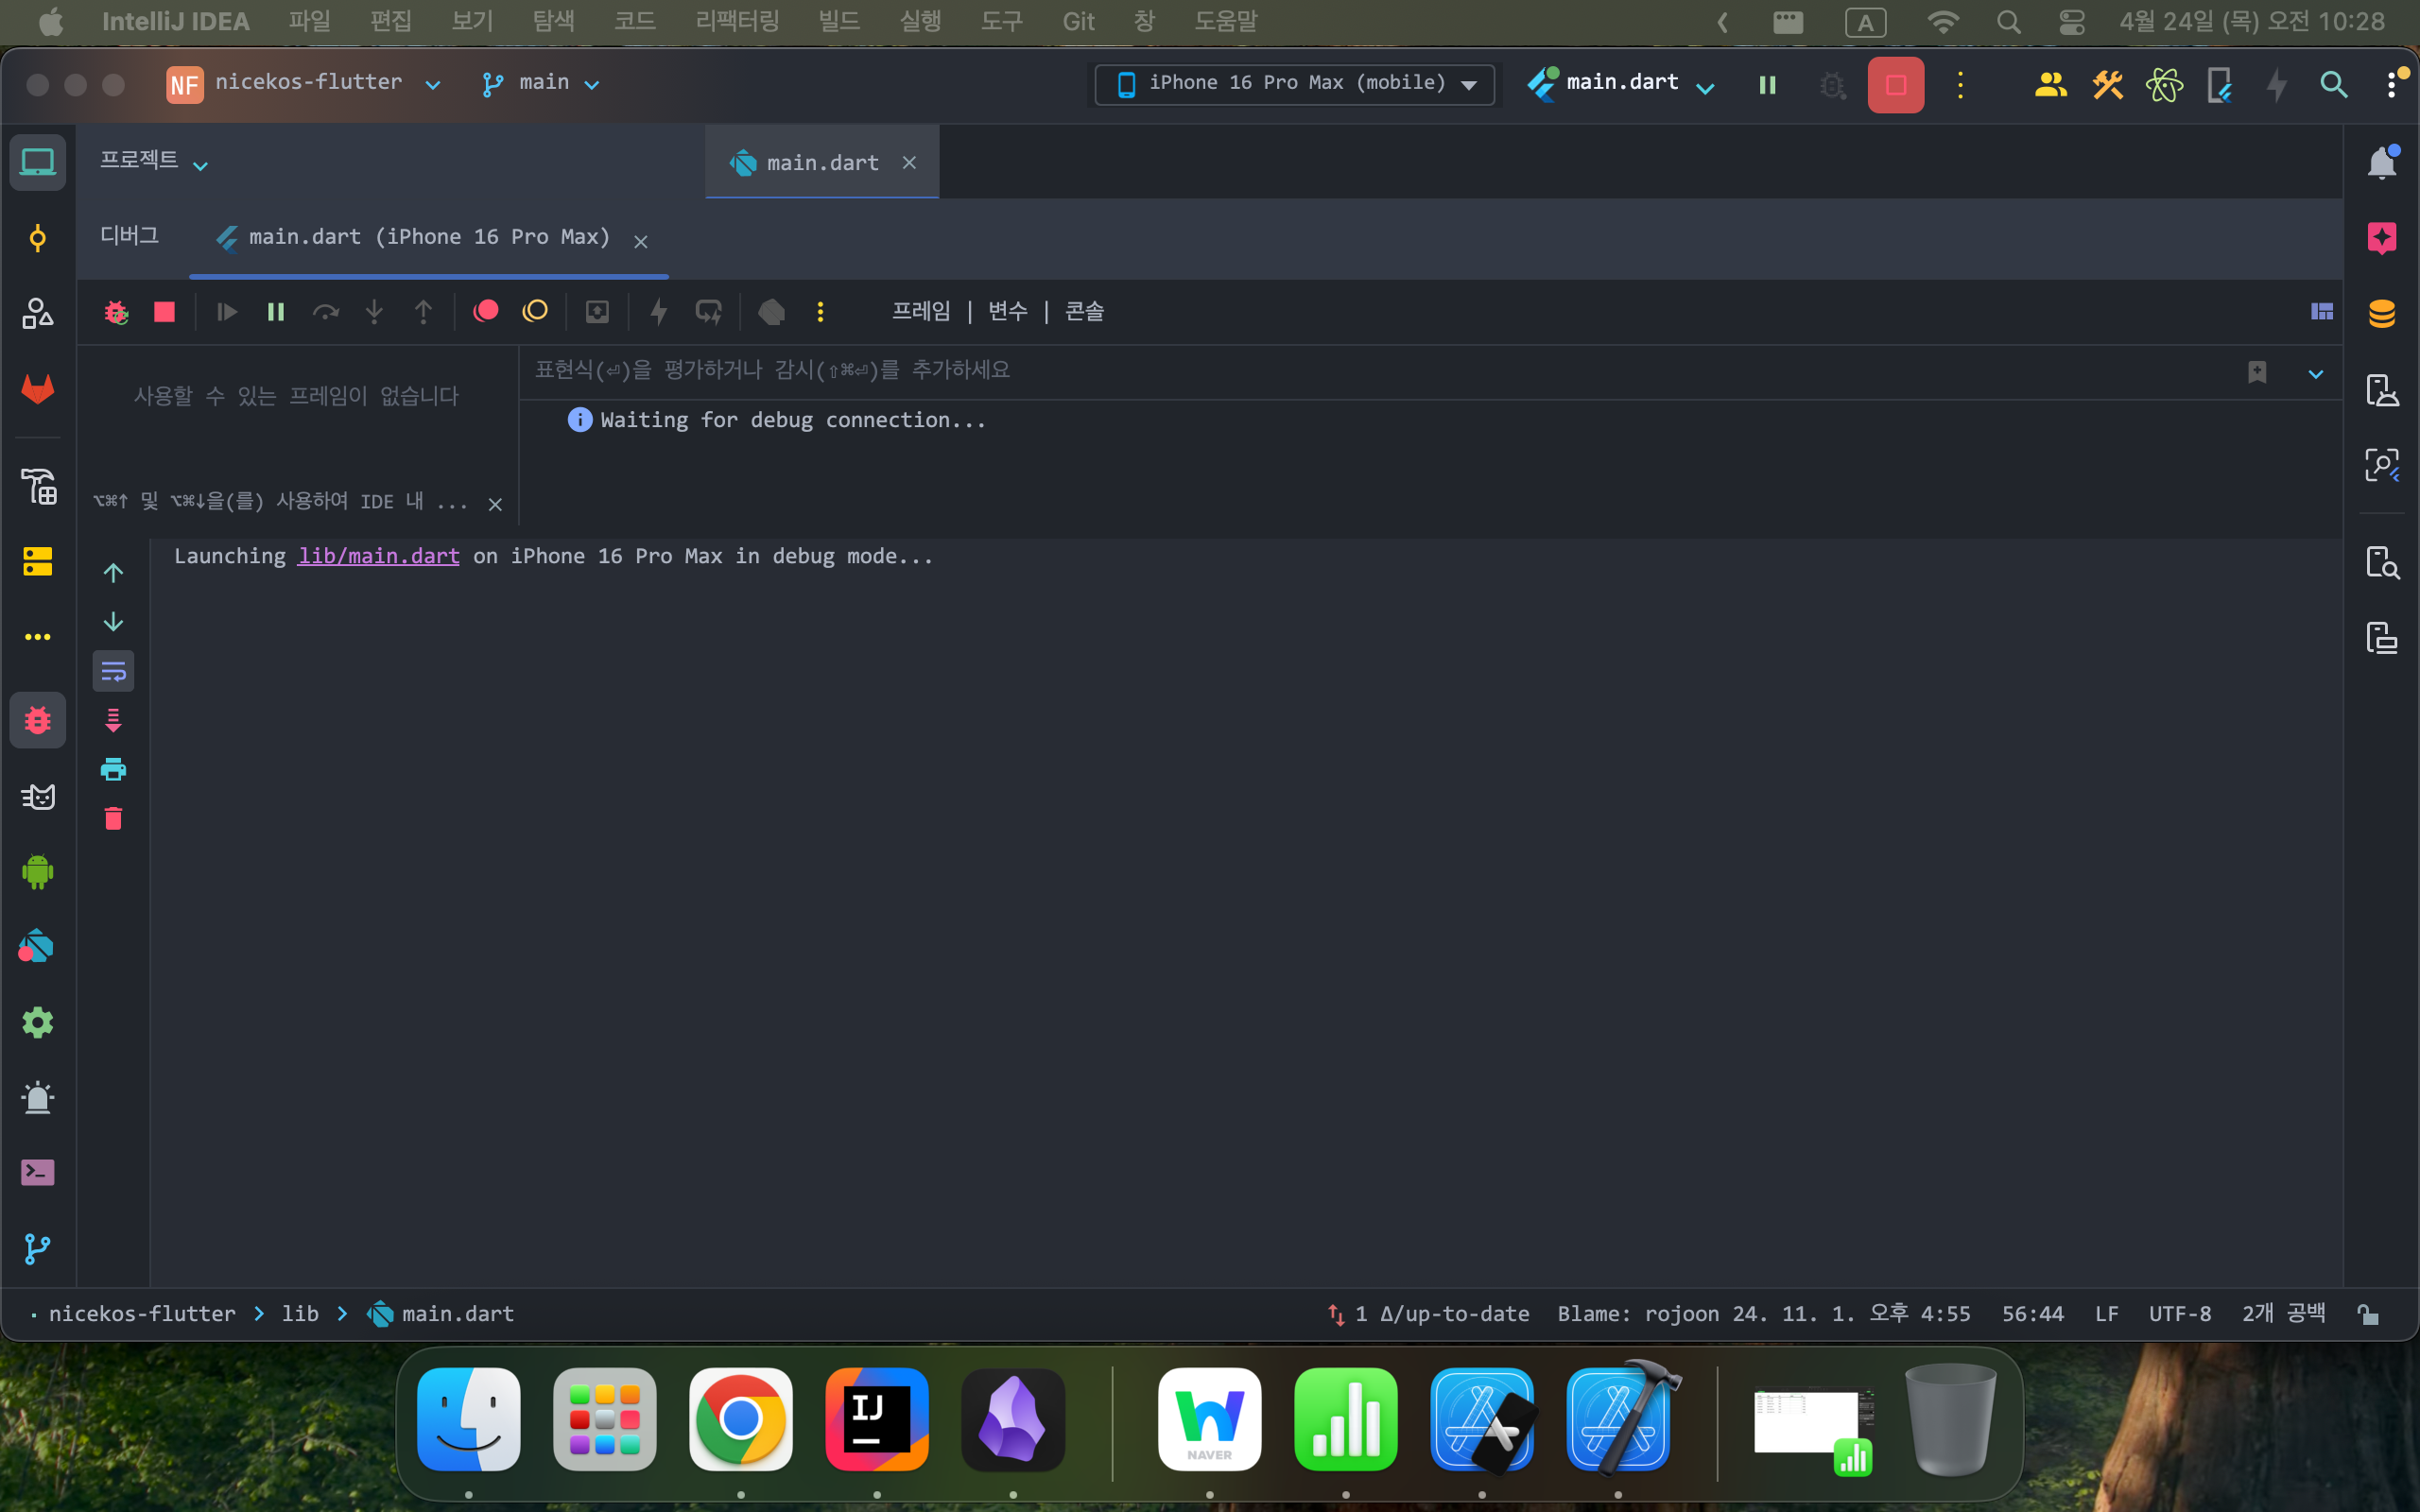 IntelliJ IDEA 파일 편집 보기 탐색 코드 리팩터링 빌드 실행 도구 Git 창 도움말 A 4월 24일 (목) 오전 10:28
NF nicekos-flutter main iPhone 16 Pro Max (mobile) main.dart
프로젝트 main.dart
디버그 main.dart (iPhone 16 Pro Max)
프레임 | 변수 | 콘솔
표현식(⏎)을 평가하거나 감시(⇧⌘⏎)를 추가하세요
사용할 수 있는 프레임이 없습니다
Waiting for debug connection...
⌥⌘↑ 및 ⌥⌘↓을(를) 사용하여 IDE 내 ...
Launching lib/main.dart on iPhone 16 Pro Max in debug mode...
nicekos-flutter > lib > main.dart 1 Δ/up-to-date Blame: rojoon 24. 11. 1. 오후 4:55 56:44 LF UTF-8 2개 공백
IJ
NAVER